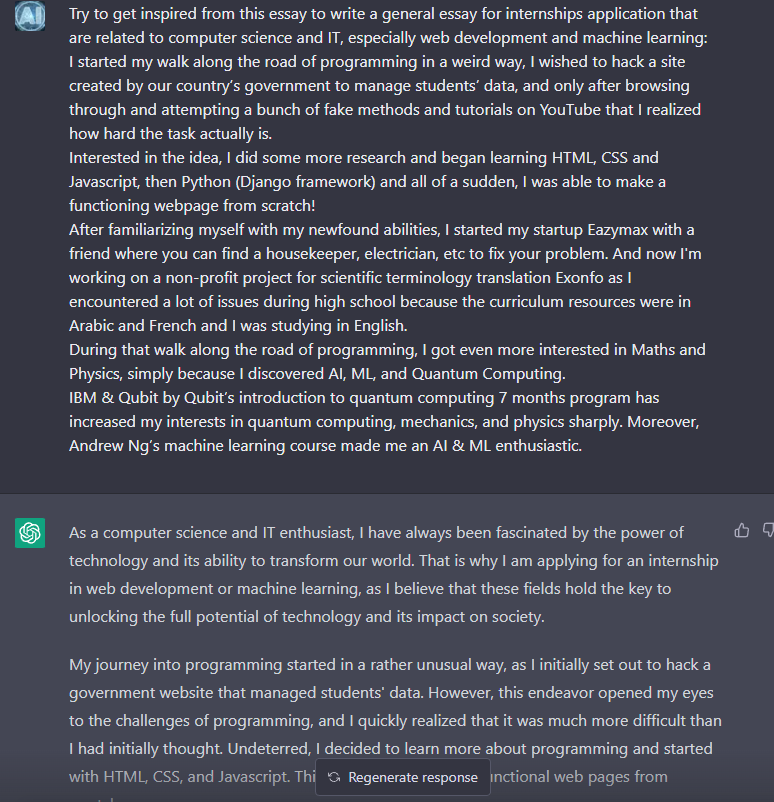 AI
Try to get inspired from this essay to write a general essay for internships application that
are related to computer science and IT, especially web development and machine learning:
I started my walk along the road of programming in a weird way, I wished to hack a site
created by our country's government to manage students' data, and only after browsing
through and attempting a bunch of fake methods and tutorials on YouTube that I realized
how hard the task actually is.
Interested in the idea, I did some more research and began learning HTML, CSS and
Javascript, then Python (Django framework) and all of a sudden, I was able to make a
functioning webpage from scratch!
After familiarizing myself with my newfound abilities, I started my startup Eazymax with a
friend where you can find a housekeeper, electrician, etc to fix your problem. And now I'm
working on a non-profit project for scientific terminology translation Exonfo as I
encountered a lot of issues during high school because the curriculum resources were in
Arabic and French and I was studying in English.
During that walk along the road of programming, I got even more interested in Maths and
Physics, simply because I discovered AI, ML, and Quantum Computing.
IBM & Qubit by Qubit's introduction to quantum computing 7 months program has
increased my interests in quantum computing, mechanics, and physics sharply. Moreover,
Andrew Ng's machine learning course made me an AI & ML enthusiastic.
As a computer science and IT enthusiast, I have always been fascinated by the power of
technology and its ability to transform our world. That is why I am applying for an internship
in web development or machine learning, as I believe that these fields hold the key to
unlocking the full potential of technology and its impact on society.
My journey into programming started in a rather unusual way, as I initially set out to hack a
government website that managed students' data. However, this endeavor opened my eyes
to the challenges of programming, and I quickly realized that it was much more difficult than
I had initially thought. Undeterred, I decided to learn more about programming and started
with HTML, CSS, and Javascript. Thi unctional web pages from
Regenerate response